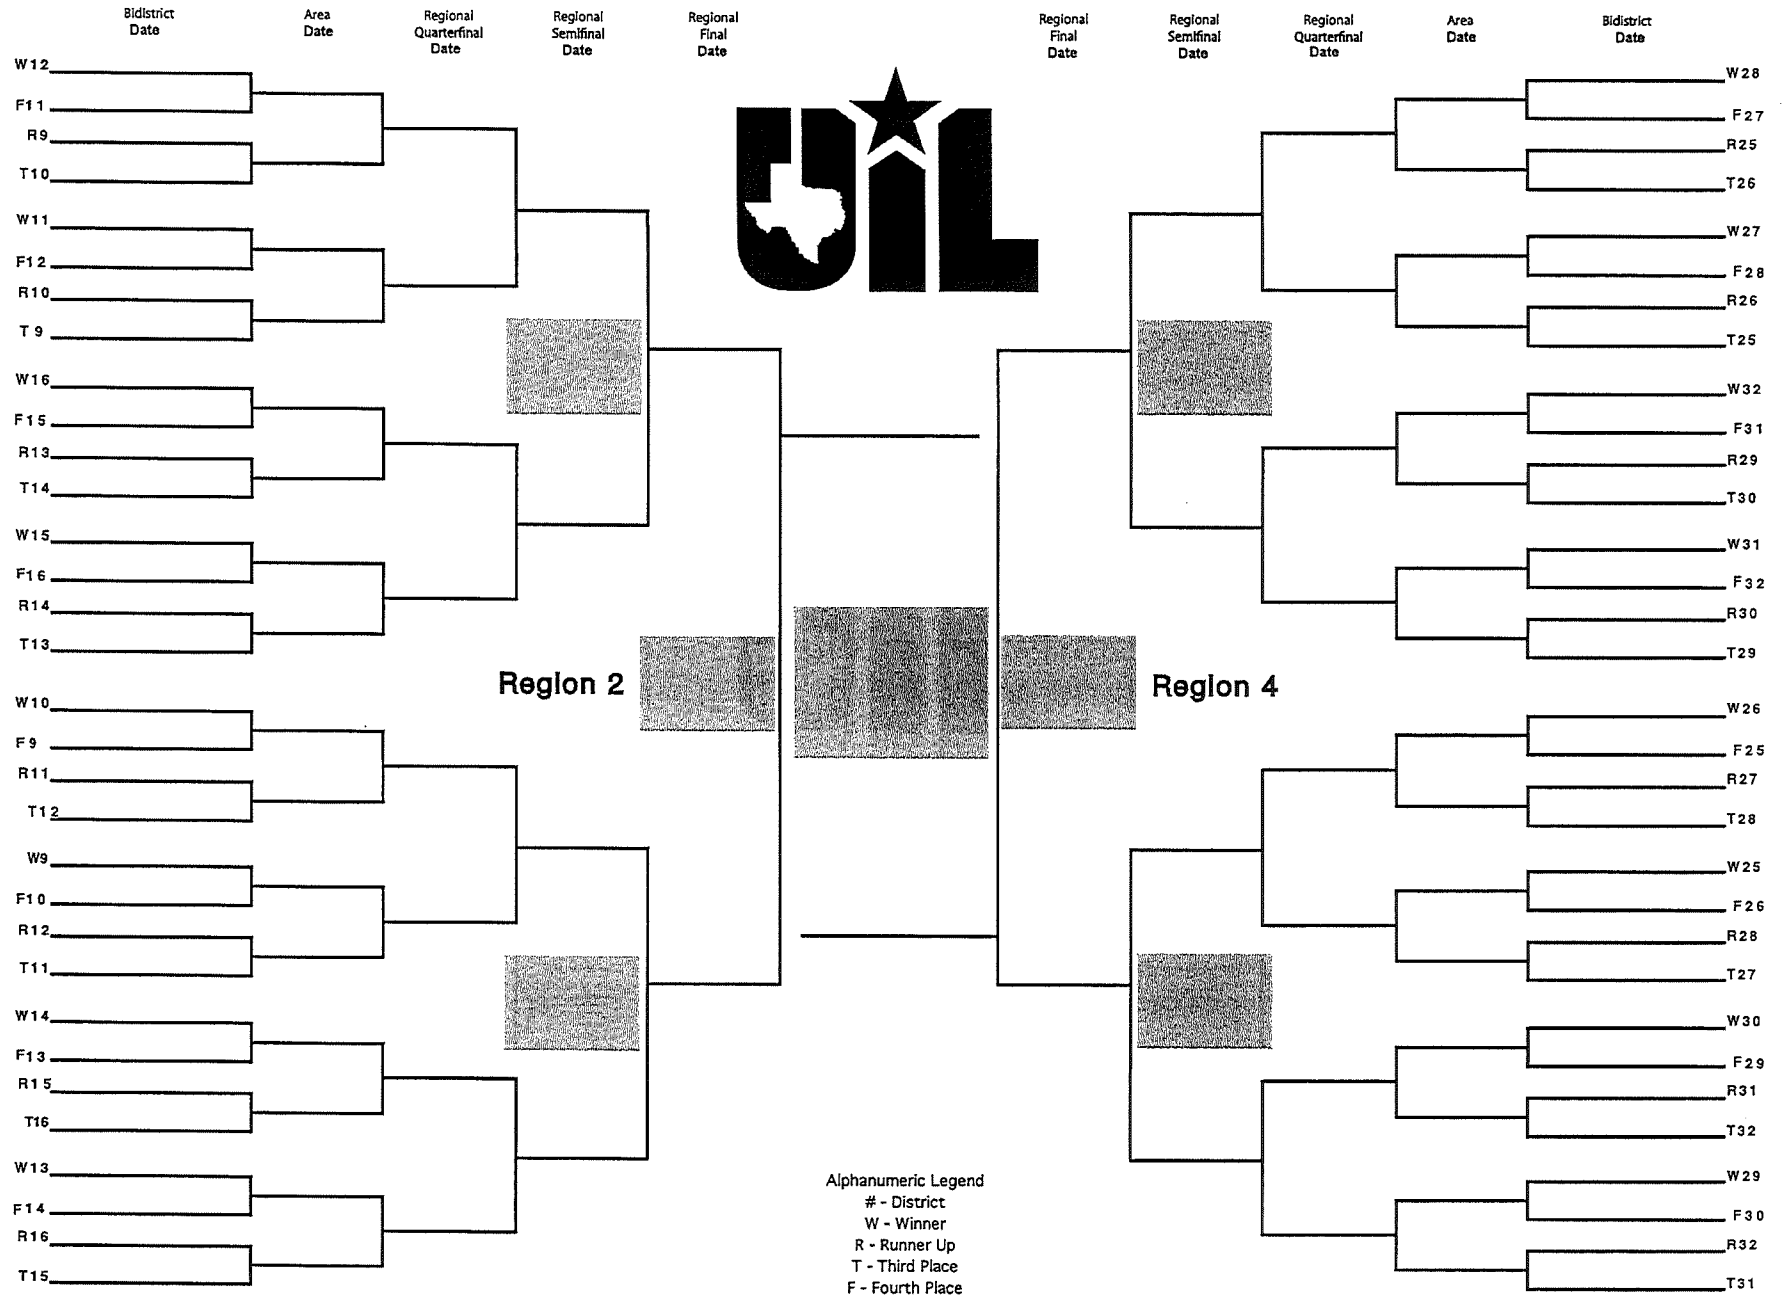 Bidistrict
Date
Area
Date
Regional
Quarterfinal
Date
Regional
Semifinal
Date
Regional
Final
Date
Regional
Final
Date
Regional
Semifinal
Date
Regional
Quarterfinal
Date
Area
Date
Bidistrict
Date
UIL
W12
F11
R9
T10
W11
F12
R10
T9
W16
F15
R13
T14
W15
F16
R14
T13
Region 2
W10
F9
R11
T12
W9
F10
R12
T11
W14
F13
R15
T16
W13
F14
R16
T15
W28
F27
R25
T26
W27
F28
R26
T25
W32
F31
R29
T30
W31
F32
R30
T29
Region 4
W26
F25
R27
T28
W25
F26
R28
T27
W30
F29
R31
T32
W29
F30
R32
T31
Alphanumeric Legend
# - District
W - Winner
R - Runner Up
T - Third Place
F - Fourth Place